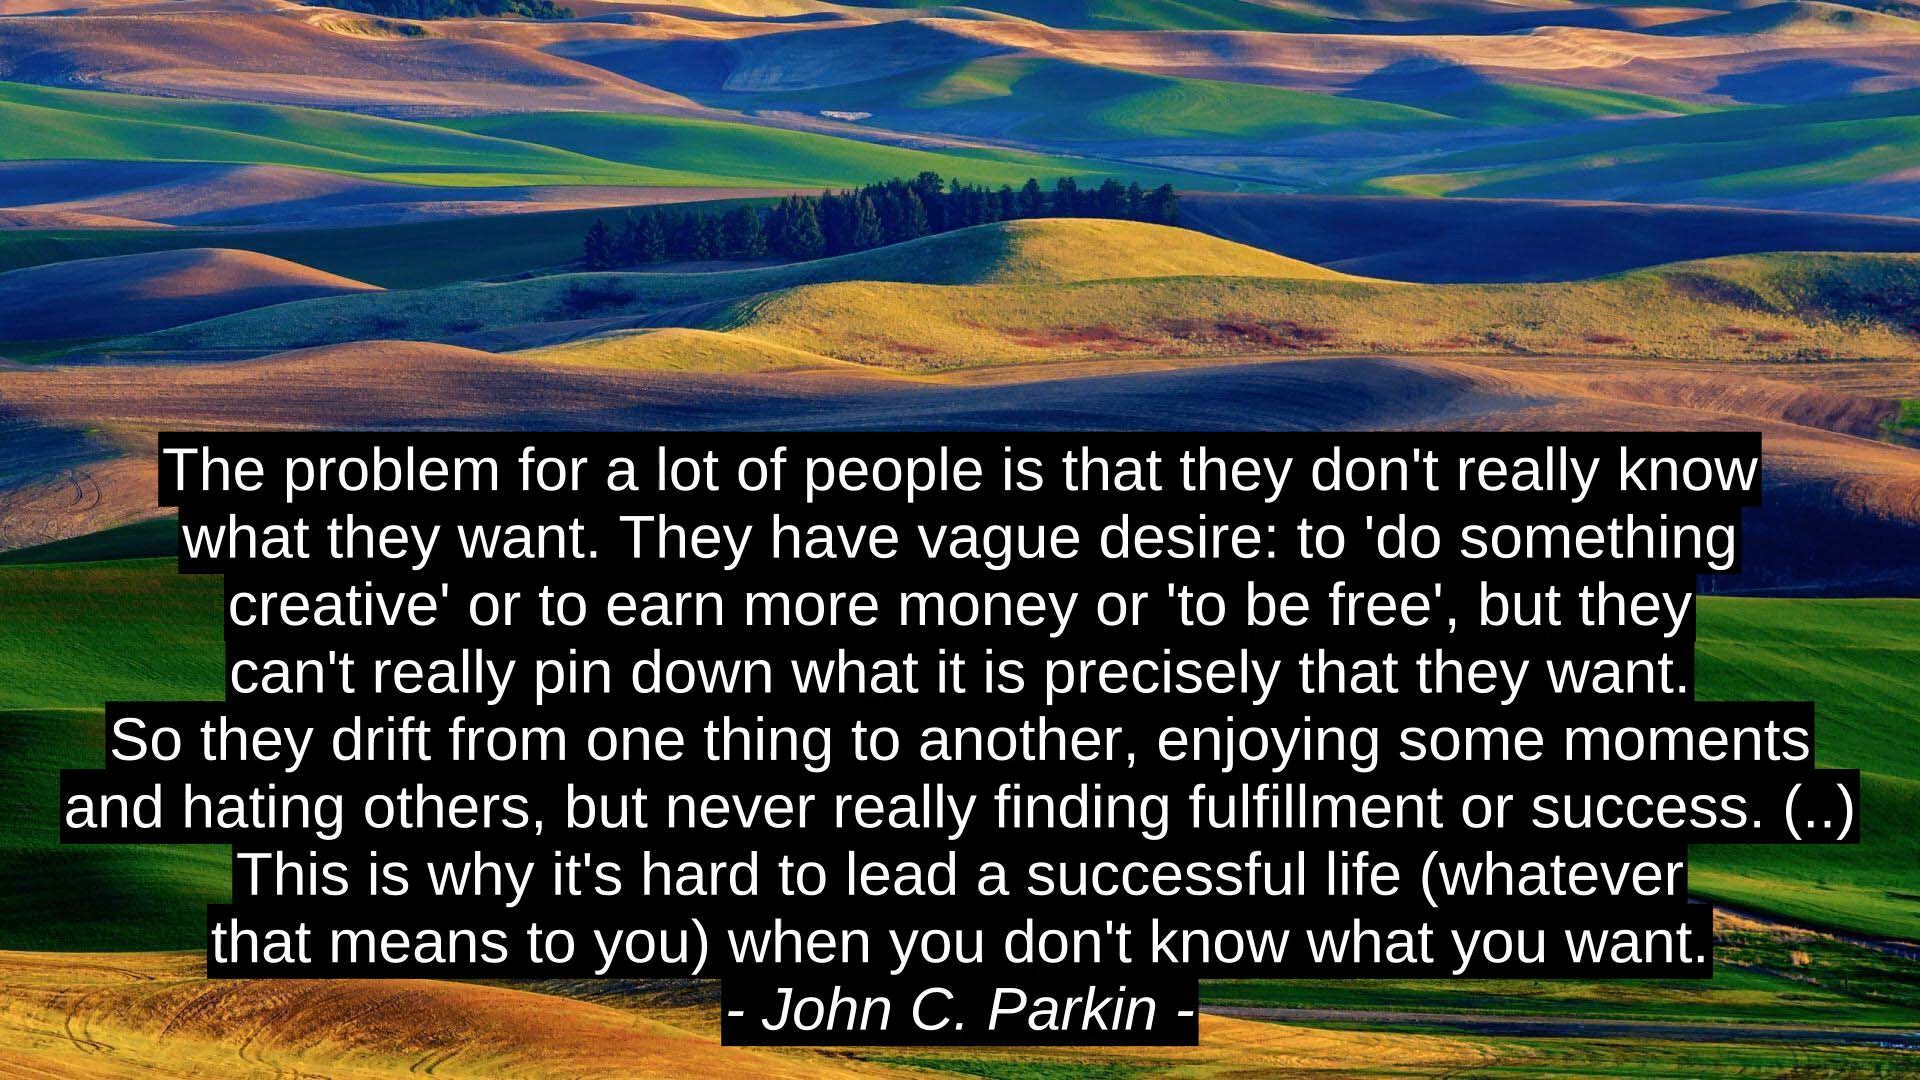 The problem for a lot of people is that they don't really know
what they want. They have vague desire: to 'do something
creative' or to earn more money or 'to be free', but they
can't really pin down what it is precisely that they want.
So they drift from one thing to another, enjoying some moments
and hating others, but never really finding fulfillment or success. (..)
This is why it's hard to lead a successful life (whatever
that means to you) when you don't know what you want.
- John C. Parkin -